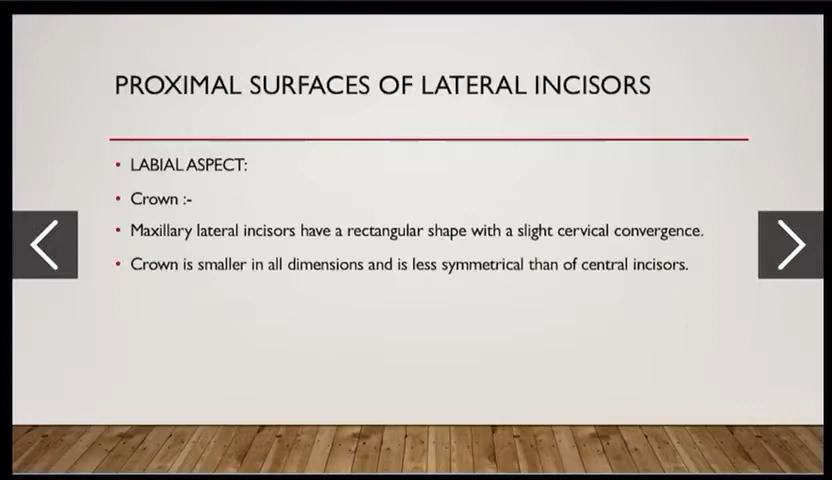 PROXIMAL SURFACES OF LATERAL INCISORS
• LABIAL ASPECT:
• Crown :-
• Maxillary lateral incisors have a rectangular shape with a slight cervical convergence.
• Crown is smaller in all dimensions and is less symmetrical than of central incisors.